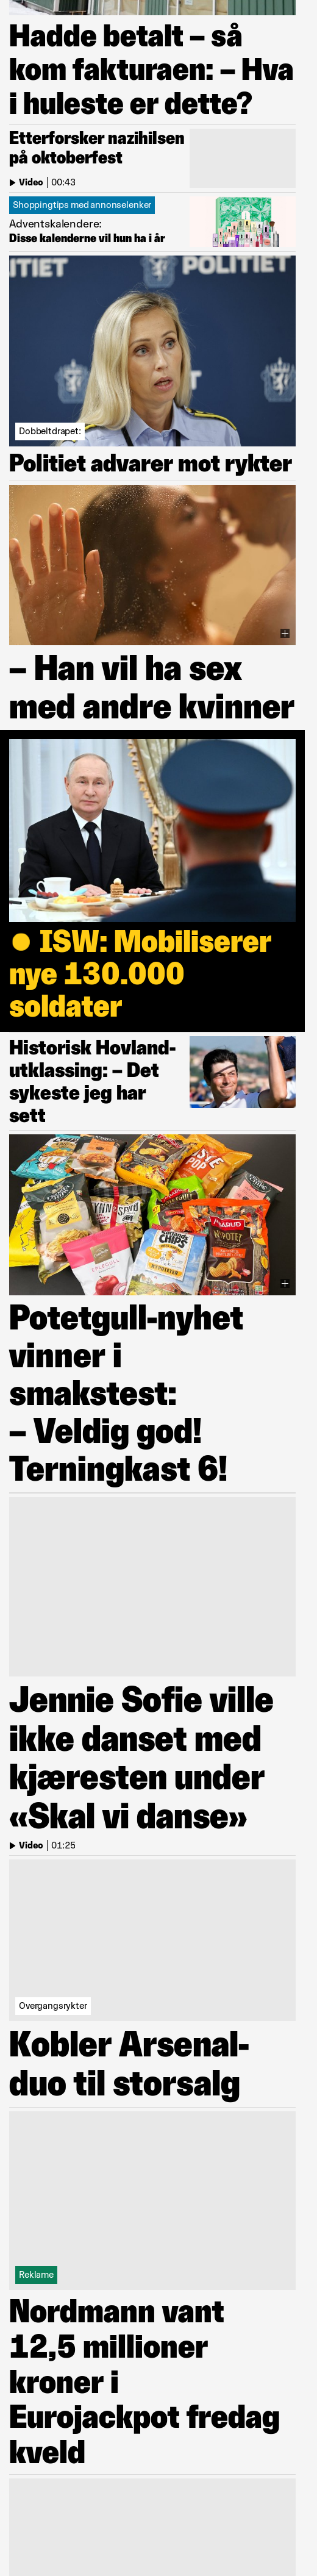 Hadde betalt – så
kom fakturaen: – Hva
i huleste er dette?
Etterforsker nazihilsen
på oktoberfest
Video | 00:43
Shoppingtips med annonselenker
Adventskalendere:
Disse kalenderne vil hun ha i år
POLITIET
Dobbeltdrapet:
Politiet advarer mot rykter
– Han vil ha sex
med andre kvinner
● ISW: Mobiliserer
nye 130.000
soldater
Historisk Hovland-
utklassing: – Det
sykeste jeg har
sett
MARUD
Potetgull-nyhet
vinner i
smakstest:
– Veldig god!
Terningkast 6!
Jennie Sofie ville
ikke danset med
kjæresten under
«Skal vi danse»
Video | 01:25
Overgangsrykter
Kobler Arsenal-
duo til storsalg
Reklame
Nordmann vant
12,5 millioner
kroner i
Eurojackpot fredag
kveld